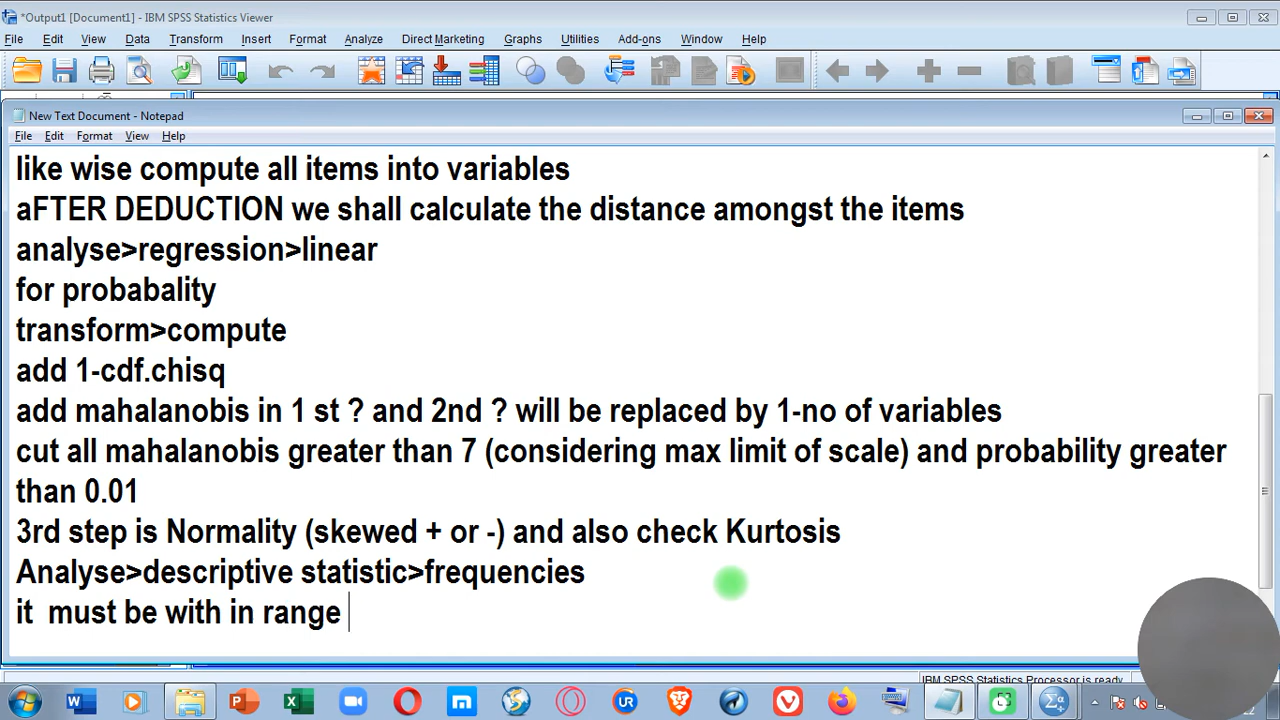 *Output1 [Document1] - IBM SPSS Statistics Viewer
File Edit View Data Transform Insert Format Analyze Direct Marketing Graphs Utilities Add-ons Window Help
New Text Document - Notepad
File Edit Format View Help
like wise compute all items into variables
aFTER DEDUCTION we shall calculate the distance amongst the items
analyse>regression>linear
for probabality
transform>compute
add 1-cdf.chisq
add mahalanobis in 1 st ? and 2nd ? will be replaced by 1-no of variables
cut all mahalanobis greater than 7 (considering max limit of scale) and probability greater
than 0.01
3rd step is Normality (skewed + or -) and also check Kurtosis
Analyse>descriptive statistic>frequencies
it  must be with in range
IBM SPSS Statistics Processor is ready